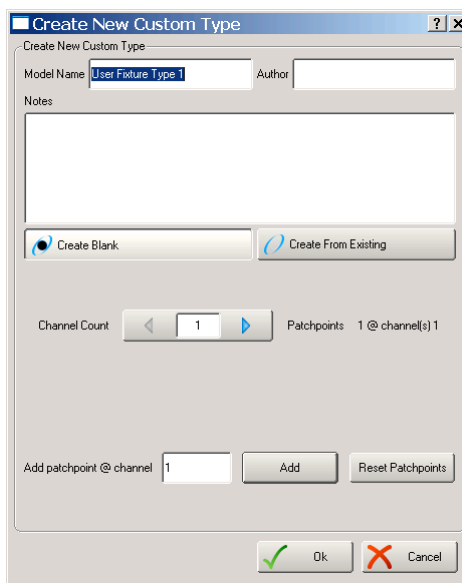 Create New Custom Type
Create New Custom Type
Model Name User Fixture Type 1 Author
Notes
Create Blank Create From Existing
Channel Count 1 Patchpoints 1 @ channel(s) 1
Add patchpoint @ channel 1 Add Reset Patchpoints
Ok Cancel